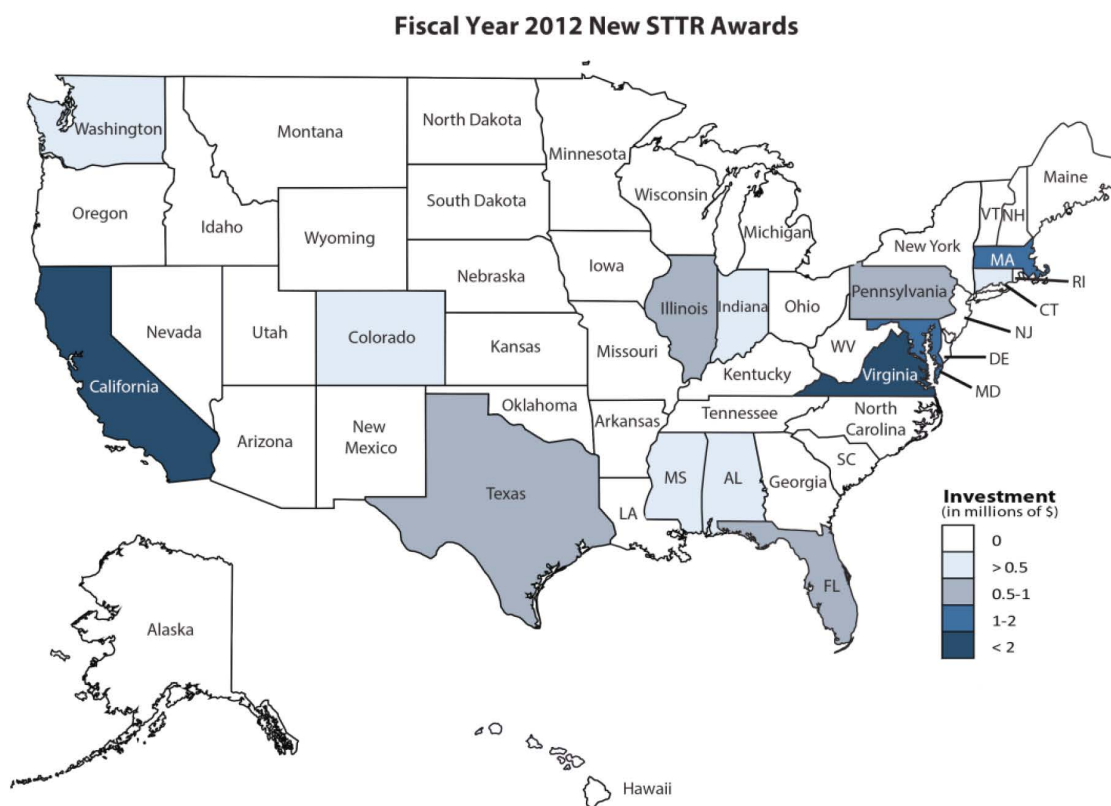 Fiscal Year 2012 New STTR Awards
Washington
Montana
North Dakota
Minnesota
Maine
Oregon
Idaho
South Dakota
Wisconsin
Michigan
VT
NH
Wyoming
New York
MA
Nebraska
Iowa
Pennsylvania
RI
CT
Nevada
Utah
Colorado
Kansas
Missouri
Illinois
Indiana
Ohio
NJ
WV
DE
California
Kentucky
Virginia
MD
Arizona
New
Mexico
Oklahoma
Arkansas
Tennessee
North
Carolina
SC
Texas
LA
MS
AL
Georgia
FL
Investment
(in millions of $)
0
> 0.5
0.5-1
1-2
< 2
Alaska
Hawaii